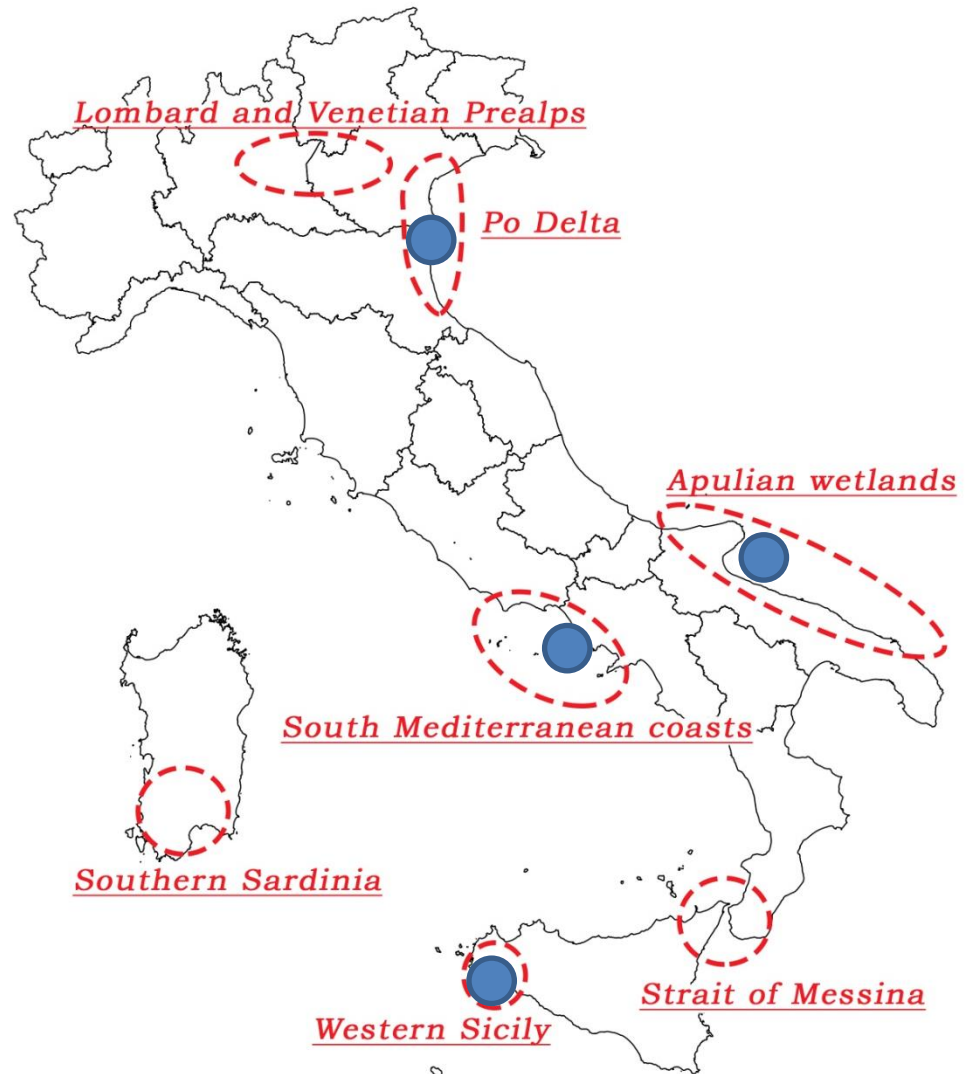 Lombard and Venetian Prealps
Po Delta
Apulian wetlands
South Mediterranean coasts
Southern Sardinia
Strait of Messina
Western Sicily